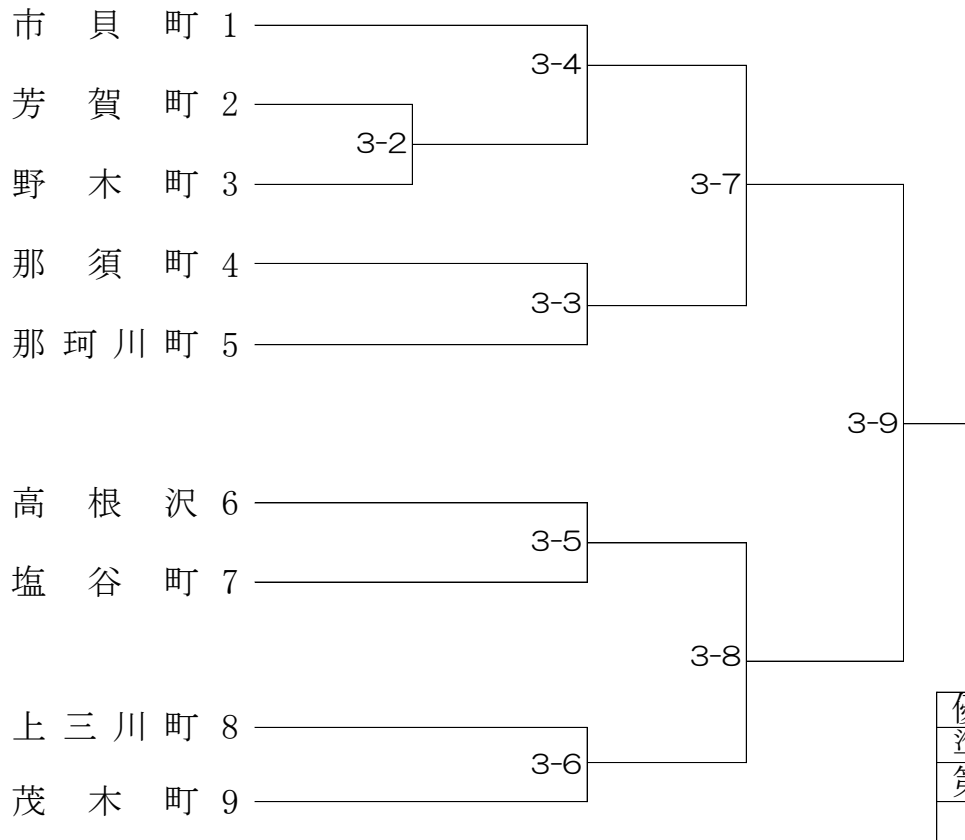 市貝町 1
3-4
芳賀町 2
3-2
野木町 3
3-7
那須町 4
3-3
那珂川町 5
3-9
高根沢 6
3-5
塩谷町 7
3-8
上三川町 8
3-6
茂木町 9